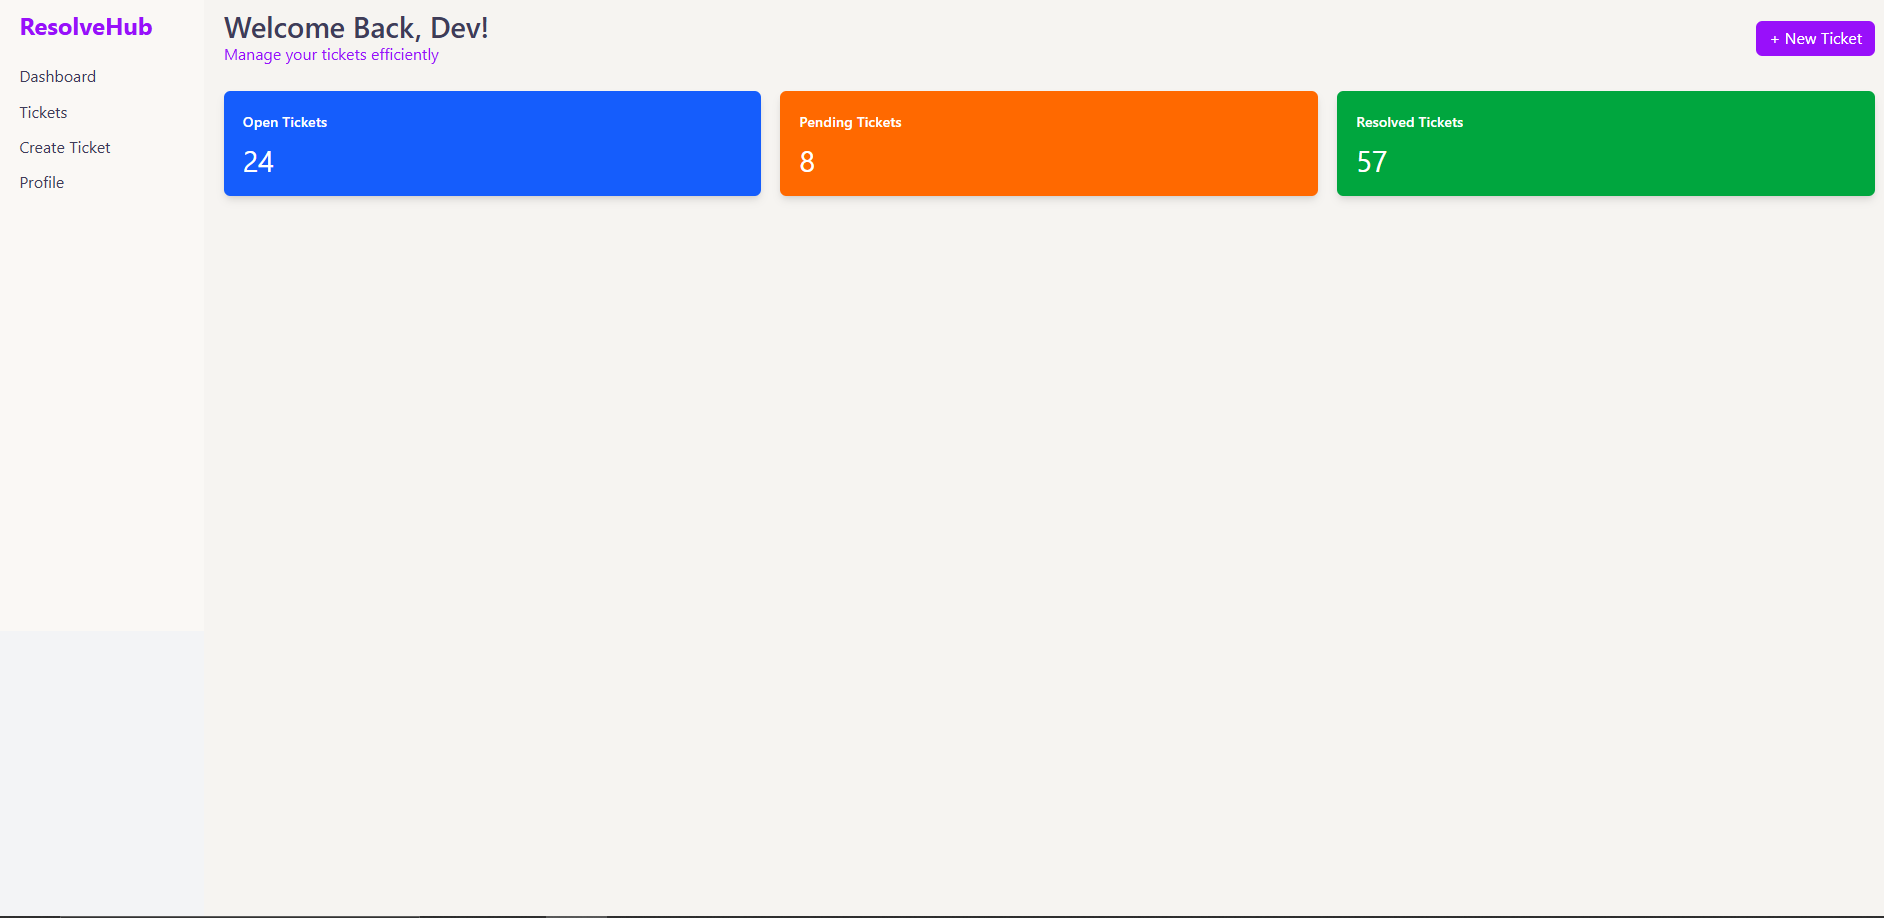 ResolveHub
Dashboard
Tickets
Create Ticket
Profile
Welcome Back, Dev!
Manage your tickets efficiently
+ New Ticket
Open Tickets
24
Pending Tickets
8
Resolved Tickets
57